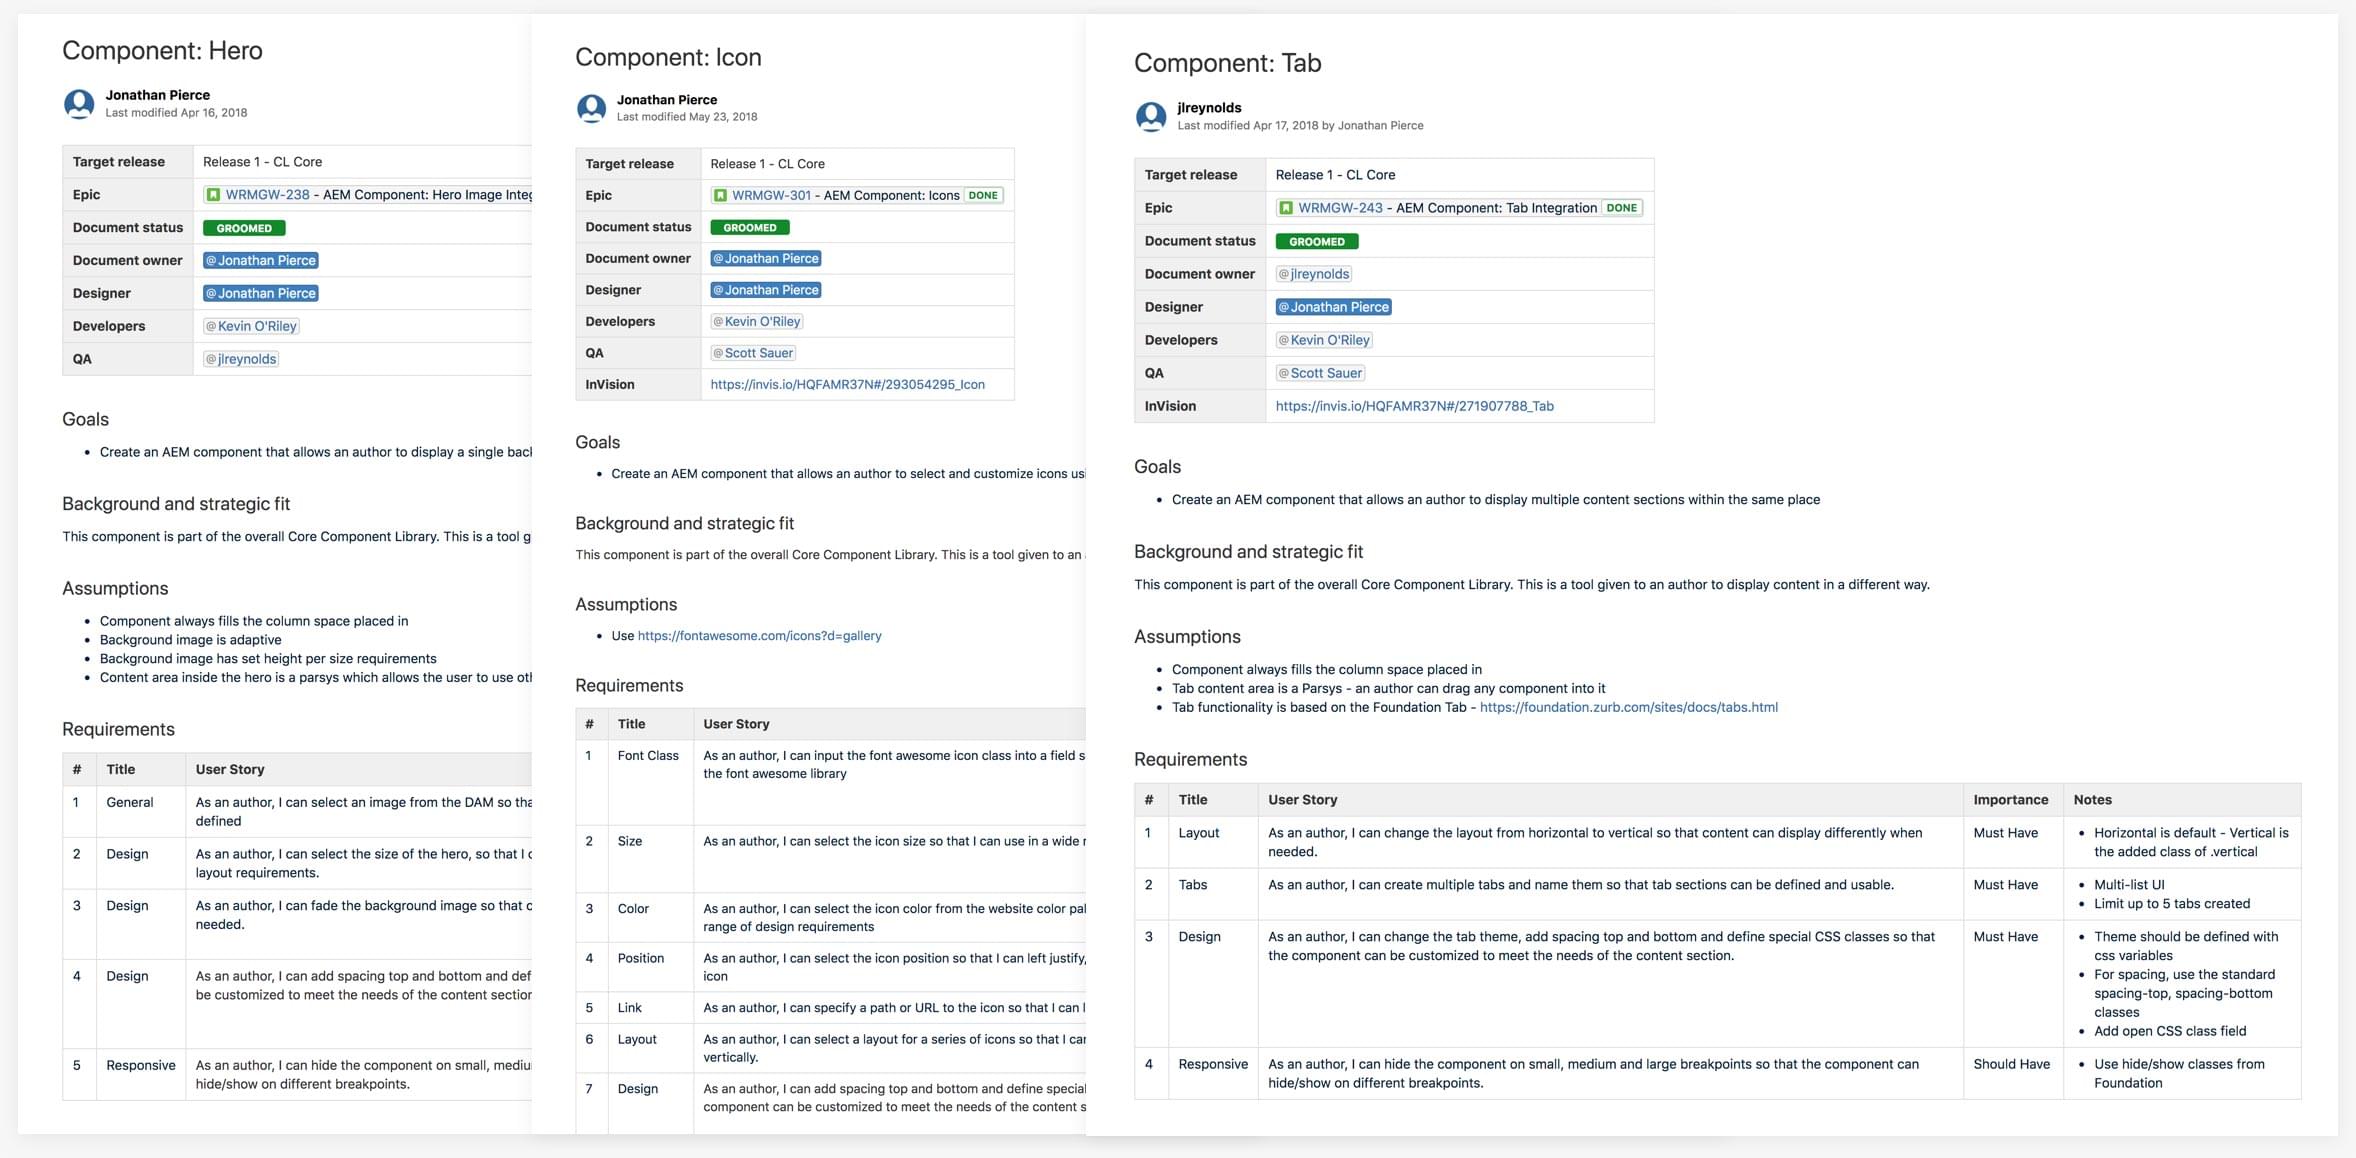 Component: Hero
Jonathan Pierce
Last modified Apr 16, 2018
Target release Release 1 - CL Core
Epic WRMGW-238 - AEM Component: Hero Image
Document status GROOMED
Document owner @Jonathan Pierce
Designer @Jonathan Pierce
Developers @Kevin O'Riley
QA @jlreynolds
Goals
• Create an AEM component that allows an author to display a single
Background and strategic fit
This component is part of the overall Core Component Library. This is a tool
Assumptions
• Component always fills the column space placed in
• Background image is adaptive
• Background image has set height per size requirements
• Content area inside the hero is a parsys which allows the user to use
Requirements
# Title User Story
1 General As an author, I can select an image from the DAM so
defined
2 Design As an author, I can select the size of the hero, so that I
layout requirements.
3 Design As an author, I can fade the background image so that
needed.
4 Design As an author, I can add spacing top and bottom and
be customized to meet the needs of the content section
5 Responsive As an author, I can hide the component on small,
hide/show on different breakpoints.
Component: Icon
Jonathan Pierce
Last modified May 23, 2018
Target release Release 1 - CL Core
Epic WRMGW-301 - AEM Component: Icons DONE
Document status GROOMED
Document owner @Jonathan Pierce
Designer @Jonathan Pierce
Developers @Kevin O'Riley
QA @Scott Sauer
InVision https://invis.io/HQFAMR37N#/293054295_Icon
Goals
• Create an AEM component that allows an author to select and customize icons
Background and strategic fit
This component is part of the overall Core Component Library. This is a tool given to an
Assumptions
• Use https://fontawesome.com/icons?d=gallery
Requirements
# Title User Story
1 Font Class As an author, I can input the font awesome icon class into a field
the font awesome library
2 Size As an author, I can select the icon size so that I can use in a wide
3 Color As an author, I can select the icon color from the website color
range of design requirements
4 Position As an author, I can select the icon position so that I can left justify,
icon
5 Link As an author, I can specify a path or URL to the icon so that I can
6 Layout As an author, I can select a layout for a series of icons so that I
vertically.
7 Design As an author, I can add spacing top and bottom and define special
component can be customized to meet the needs of the content
Component: Tab
jlreynolds
Last modified Apr 17, 2018 by Jonathan Pierce
Target release Release 1 - CL Core
Epic WRMGW-243 - AEM Component: Tab Integration DONE
Document status GROOMED
Document owner @jlreynolds
Designer @Jonathan Pierce
Developers @Kevin O'Riley
QA @Scott Sauer
InVision https://invis.io/HQFAMR37N#/271907788_Tab
Goals
• Create an AEM component that allows an author to display multiple content sections within the same place
Background and strategic fit
This component is part of the overall Core Component Library. This is a tool given to an author to display content in a different way.
Assumptions
• Component always fills the column space placed in
• Tab content area is a Parsys - an author can drag any component into it
• Tab functionality is based on the Foundation Tab - https://foundation.zurb.com/sites/docs/tabs.html
Requirements
# Title User Story Importance Notes
1 Layout As an author, I can change the layout from horizontal to vertical so that content can display differently when Must Have • Horizontal is default - Vertical is
needed. the added class of .vertical
2 Tabs As an author, I can create multiple tabs and name them so that tab sections can be defined and usable. Must Have • Multi-list UI
• Limit up to 5 tabs created
3 Design As an author, I can change the tab theme, add spacing top and bottom and define special CSS classes so that Must Have • Theme should be defined with
the component can be customized to meet the needs of the content section. css variables
• For spacing, use the standard
spacing-top, spacing-bottom
classes
• Add open CSS class field
4 Responsive As an author, I can hide the component on small, medium and large breakpoints so that the component can Should Have • Use hide/show classes from
hide/show on different breakpoints. Foundation